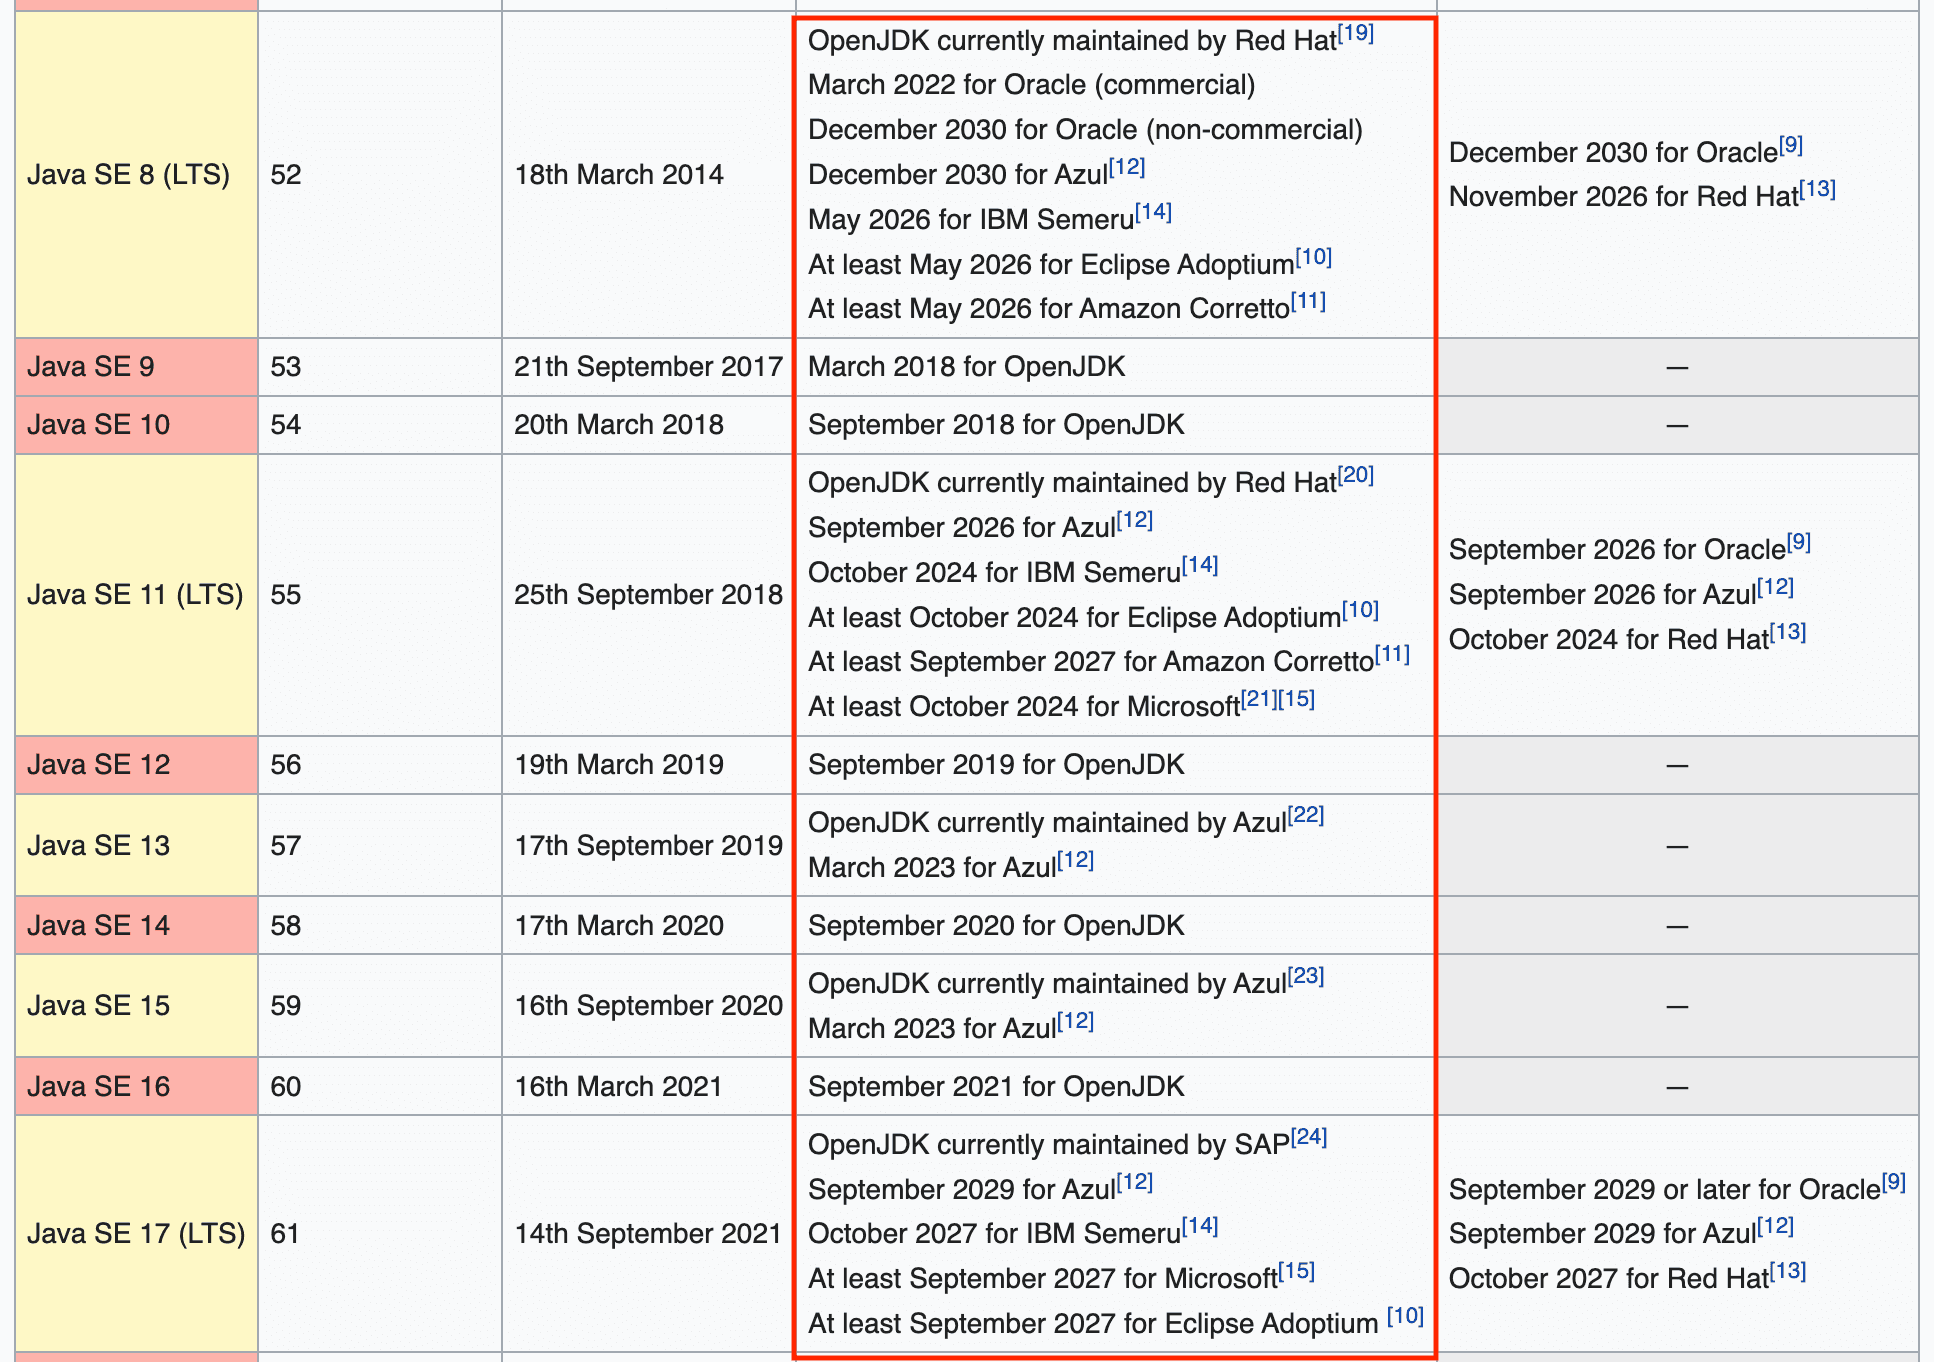 OpenJDK currently maintained by Red Hat[19]
March 2022 for Oracle (commercial)
December 2030 for Oracle (non-commercial)
December 2030 for Azul[12]
May 2026 for IBM Semeru[14]
At least May 2026 for Eclipse Adoptium[10]
At least May 2026 for Amazon Corretto[11]
Java SE 8 (LTS)
52
18th March 2014
December 2030 for Oracle[9]
November 2026 for Red Hat[13]
Java SE 9
53
21th September 2017
March 2018 for OpenJDK
—
Java SE 10
54
20th March 2018
September 2018 for OpenJDK
—
Java SE 11 (LTS)
55
25th September 2018
OpenJDK currently maintained by Red Hat[20]
September 2026 for Azul[12]
October 2024 for IBM Semeru[14]
At least October 2024 for Eclipse Adoptium[10]
At least September 2027 for Amazon Corretto[11]
At least October 2024 for Microsoft[21][15]
September 2026 for Oracle[9]
September 2026 for Azul[12]
October 2024 for Red Hat[13]
Java SE 12
56
19th March 2019
September 2019 for OpenJDK
—
Java SE 13
57
17th September 2019
OpenJDK currently maintained by Azul[22]
March 2023 for Azul[12]
—
Java SE 14
58
17th March 2020
September 2020 for OpenJDK
—
Java SE 15
59
16th September 2020
OpenJDK currently maintained by Azul[23]
March 2023 for Azul[12]
—
Java SE 16
60
16th March 2021
September 2021 for OpenJDK
—
Java SE 17 (LTS)
61
14th September 2021
OpenJDK currently maintained by SAP[24]
September 2029 for Azul[12]
October 2027 for IBM Semeru[14]
At least September 2027 for Microsoft[15]
At least September 2027 for Eclipse Adoptium [10]
September 2029 or later for Oracle[9]
September 2029 for Azul[12]
October 2027 for Red Hat[13]